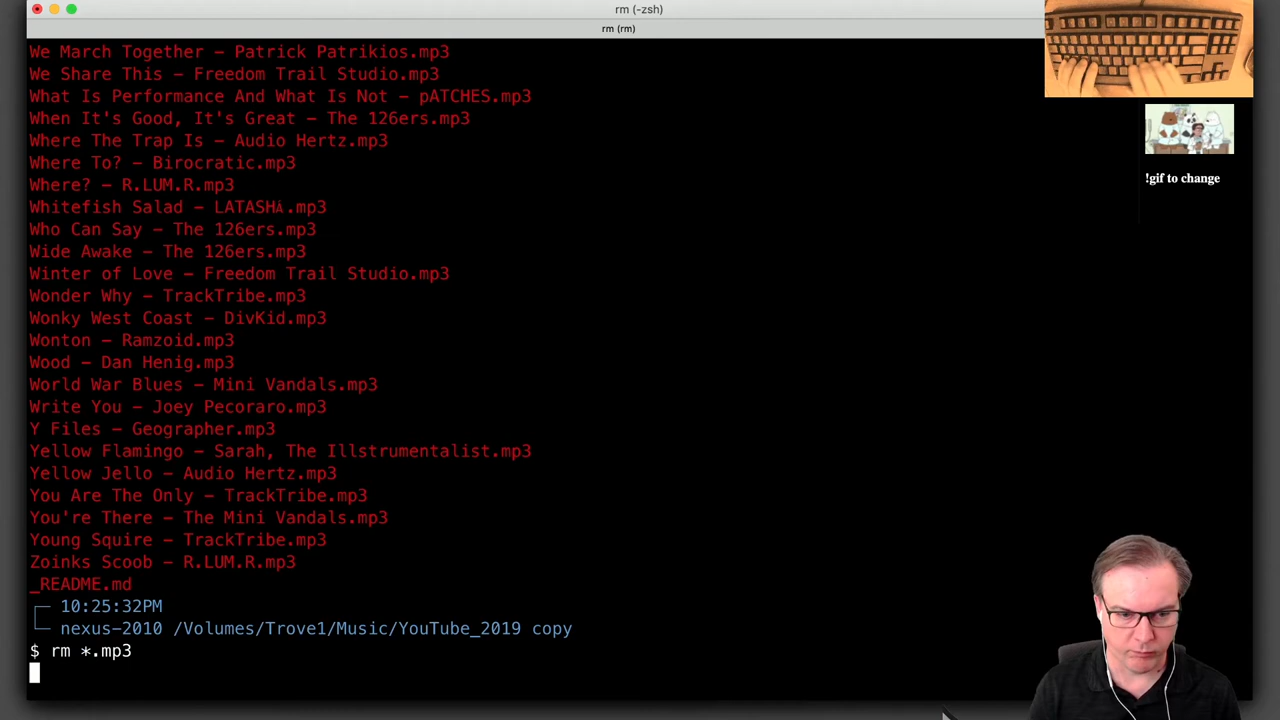 rm (-zsh)
rm (rm)
We March Together – Patrick Patrikios.mp3
We Share This – Freedom Trail Studio.mp3
What Is Performance And What Is Not – pATCHES.mp3
When It's Good, It's Great – The 126ers.mp3
Where The Trap Is – Audio Hertz.mp3
Where To? – Birocratic.mp3
Where? – R.LUM.R.mp3
Whitefish Salad – LATASHÁ.mp3
Who Can Say – The 126ers.mp3
Wide Awake – The 126ers.mp3
Winter of Love – Freedom Trail Studio.mp3
Wonder Why – TrackTribe.mp3
Wonky West Coast – DivKid.mp3
Wonton – Ramzoid.mp3
Wood – Dan Henig.mp3
World War Blues – Mini Vandals.mp3
Write You – Joey Pecoraro.mp3
Y Files – Geographer.mp3
Yellow Flamingo – Sarah, The Illstrumentalist.mp3
Yellow Jello – Audio Hertz.mp3
You Are The Only – TrackTribe.mp3
You're There – The Mini Vandals.mp3
Young Squire – TrackTribe.mp3
Zoinks Scoob – R.LUM.R.mp3
_README.md
10:25:32PM
nexus-2010 /Volumes/Trove1/Music/YouTube_2019 copy
$ rm *.mp3
!gif to change